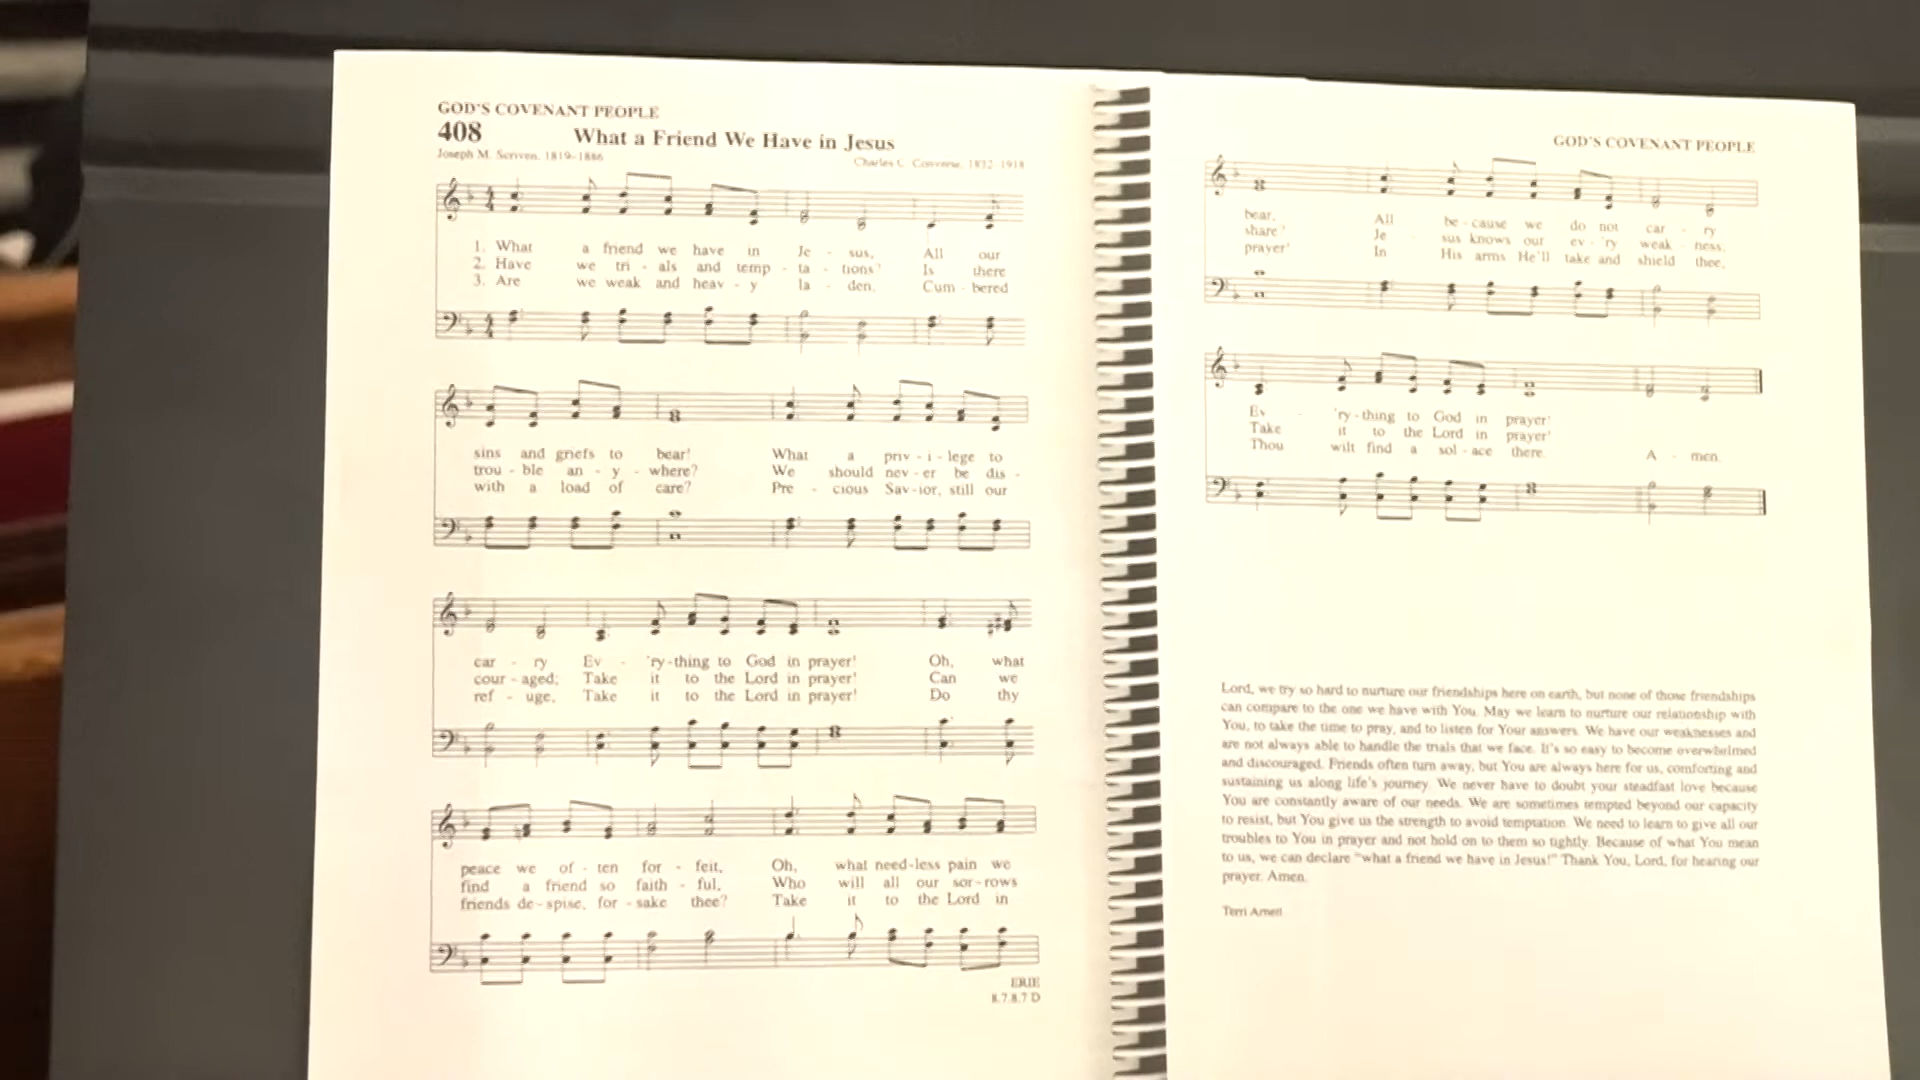 GOD'S COVENANT PEOPLE
408 What a Friend We Have in Jesus
Joseph M. Scriven, 1819-1886 Charles C. Converse, 1832-1918
1. What a friend we have in Je - sus, All our
2. Have we tri - als and temp - ta - tions? Is there
3. Are we weak and heav - y la - den, Cum - bered
sins and griefs to bear! What a priv - i - lege to
trou - ble an - y - where? We should nev - er be dis -
with a load of care? Pre - cious Sav - ior, still our
car - ry Ev - 'ry - thing to God in prayer! Oh, what
cour - aged; Take it to the Lord in prayer! Can we
ref - uge, Take it to the Lord in prayer! Do thy
peace we of - ten for - feit, Oh, what need - less pain we
find a friend so faith - ful, Who will all our sor - rows
friends de - spise, for - sake thee? Take it to the Lord in
ERIE
8.7.8.7 D
GOD'S COVENANT PEOPLE
bear, All be - cause we do not car - ry
share? Je sus knows our ev - 'ry weak - ness,
prayer! In His arms He'll take and shield thee,
Ev - 'ry - thing to God in prayer!
Take it to the Lord in prayer!
Thou wilt find a sol - ace there. A - men.
Lord, we try so hard to nurture our friendships here on earth, but none of those friendships
can compare to the one we have with You. May we learn to nurture our relationship with
You, to take the time to pray, and to listen for Your answers. We have our weaknesses and
are not always able to handle the trials that we face. It's so easy to become overwhelmed
and discouraged. Friends often turn away, but You are always here for us, comforting and
sustaining us along life's journey. We never have to doubt your steadfast love because
You are constantly aware of our needs. We are sometimes tempted beyond our capacity
to resist, but You give us the strength to avoid temptation. We need to learn to give all our
troubles to You in prayer and not hold on to them so tightly. Because of what You mean
to us, we can declare "what a friend we have in Jesus!" Thank You, Lord, for hearing our
prayer. Amen.
Terri